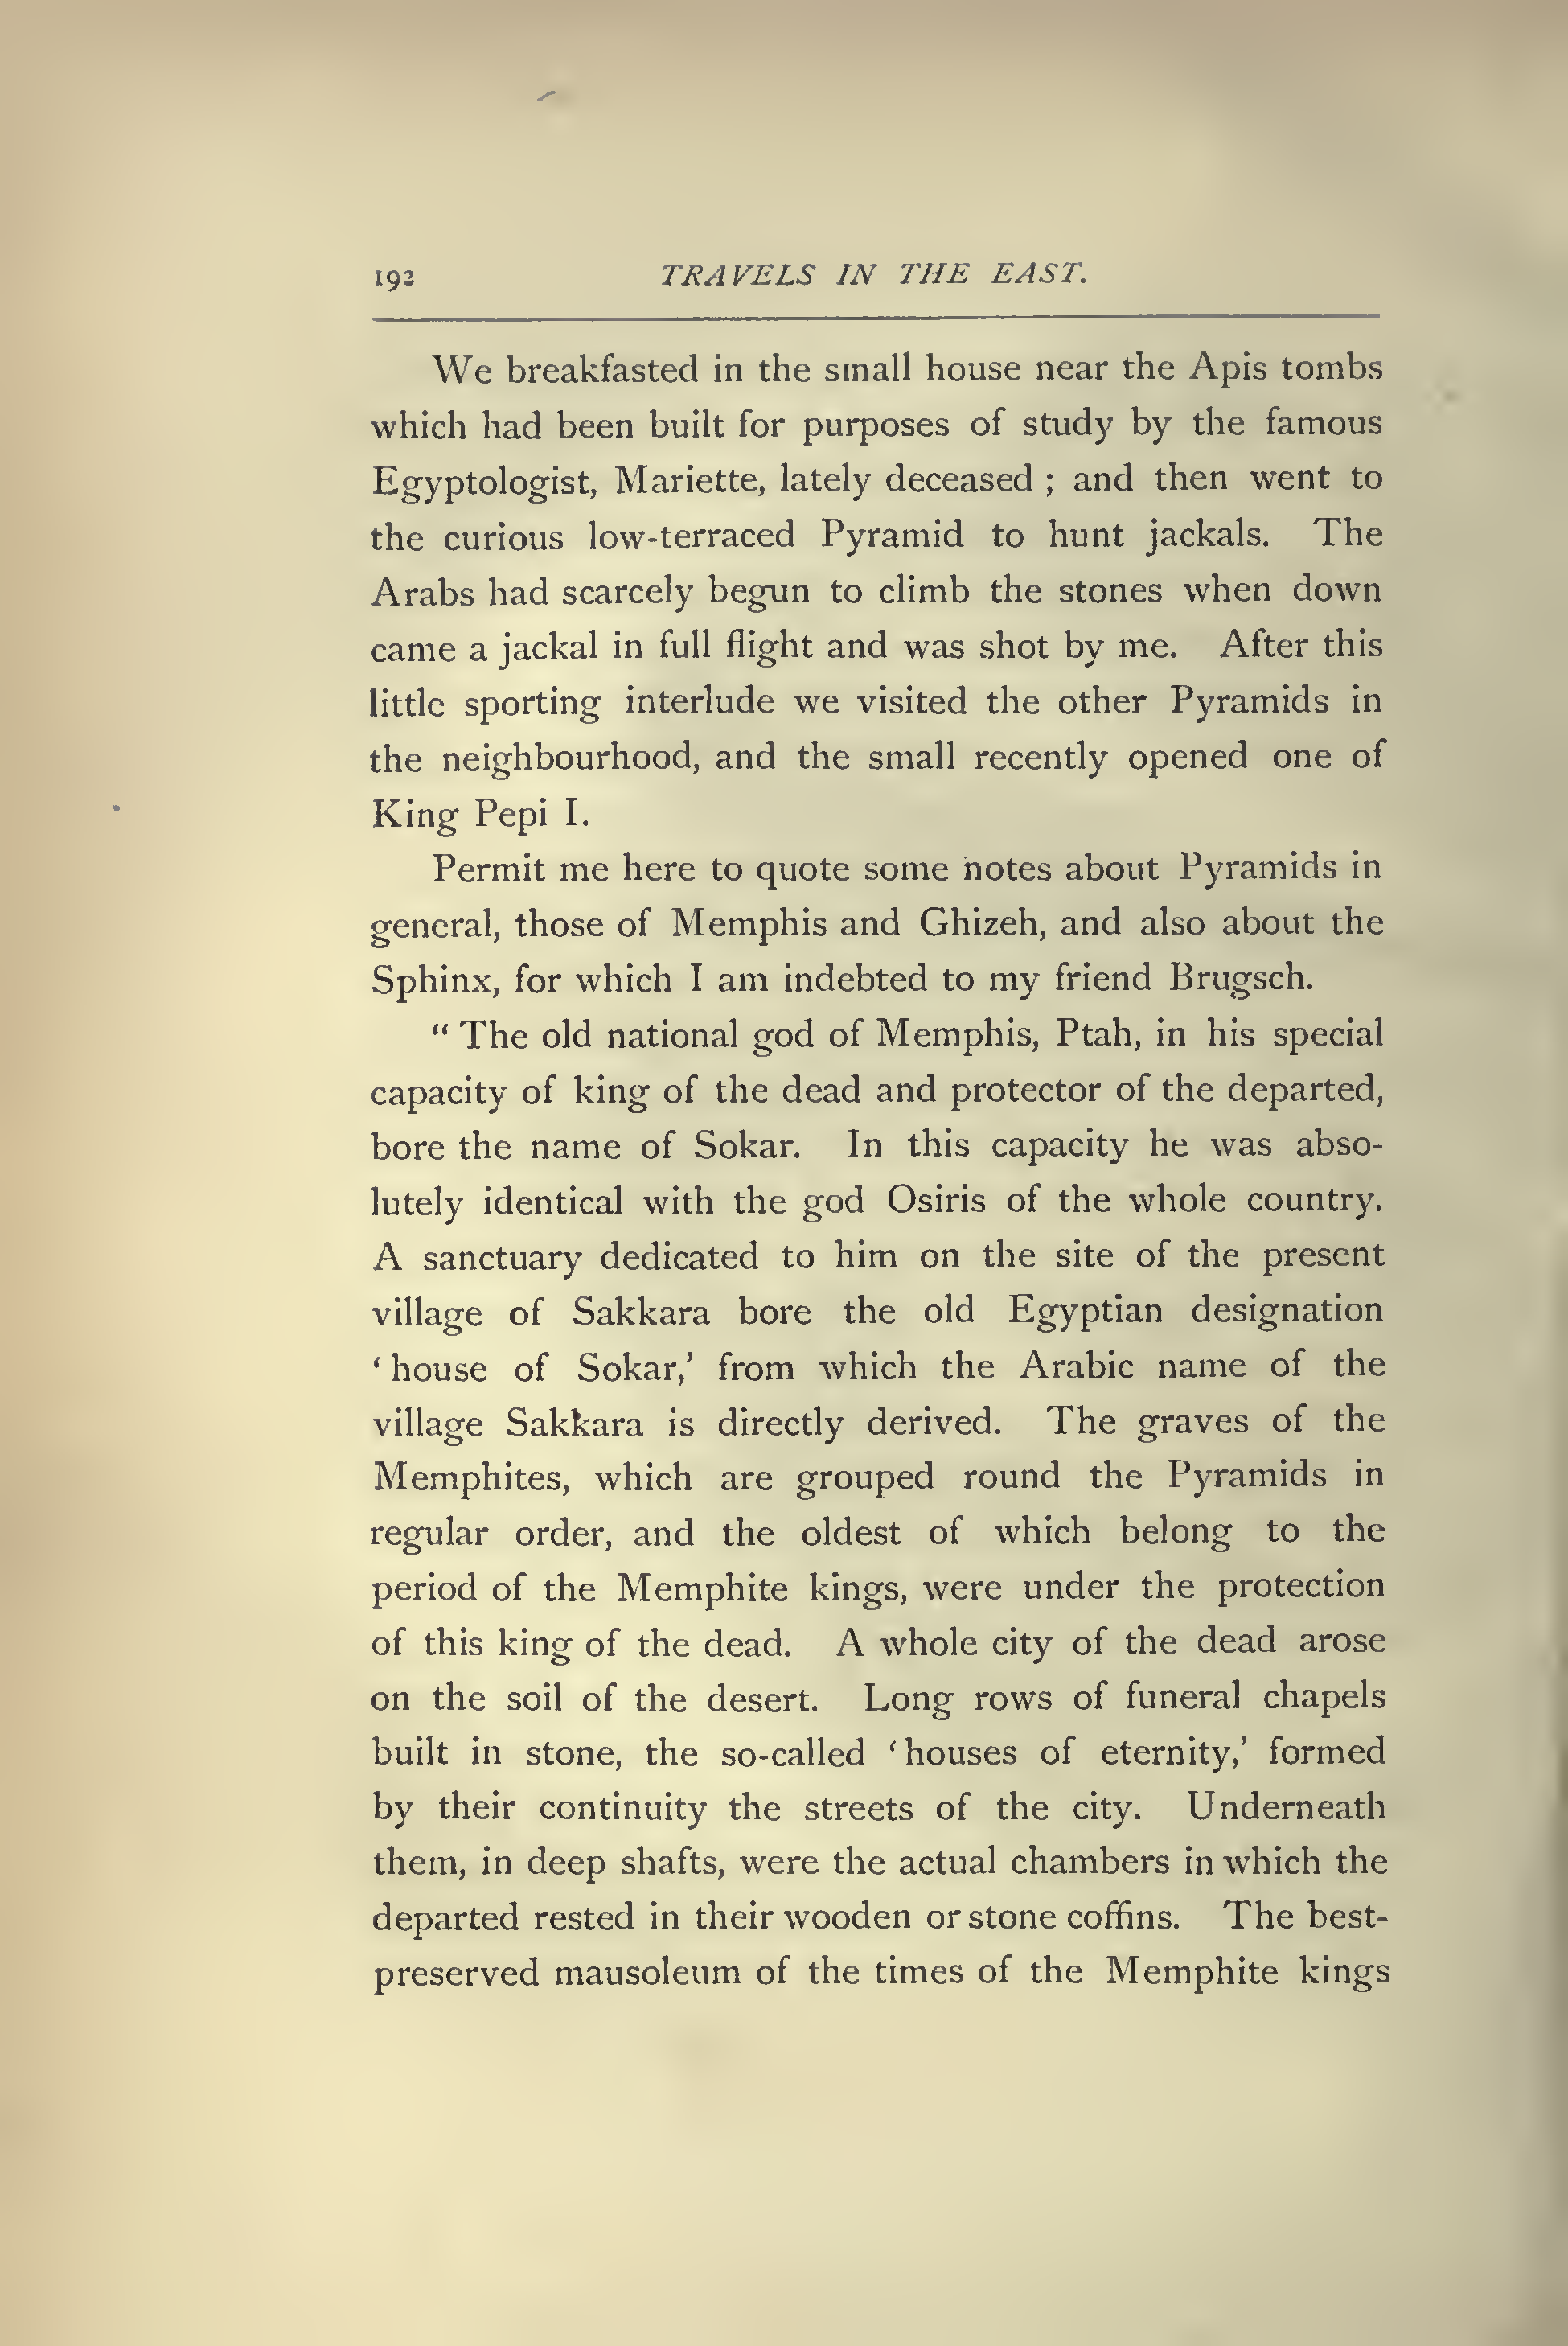 192 TRAVELS IN THE EAST.
We breakfasted in the small house near the Apis tombs
which had been built for purposes of study by the famous
Egyptologist, Mariette, lately deceased ; and then went to
the curious low-terraced Pyramid to hunt jackals. The
Arabs had scarcely begun to climb the stones when down
came a jackal in full flight and was shot by me. After this
little sporting interlude we visited the other Pyramids in
the neighbourhood, and the small recently opened one of
King Pepi I.
Permit me here to quote some notes about Pyramids in
general, those of Memphis and Ghizeh, and also about the
Sphinx, for which I am indebted to my friend Brugsch.
“ The old national god of Memphis, Ptah, in his special
capacity of king of the dead and protector of the departed,
bore the name of Sokar. In this capacity he was abso-
lutely identical with the god Osiris of the whole country.
A sanctuary dedicated to him on the site of the present
village of Sakkara bore the old Egyptian designation
‘ house of Sokar,’ from which the Arabic name of the
village Sakkara is directly derived. The graves of the
Memphites, which are grouped round the Pyramids in
regular order, and the oldest of which belong to the
period of the Memphite kings, were under the protection
of this king of the dead. A whole city of the dead arose
on the soil of the desert. Long rows of funeral chapels
built in stone, the so-called ‘ houses of eternity,’ formed
by their continuity the streets of the city. Underneath
them, in deep shafts, were the actual chambers in which the
departed rested in their wooden or stone coffins. The best-
preserved mausoleum of the times of the Memphite kings